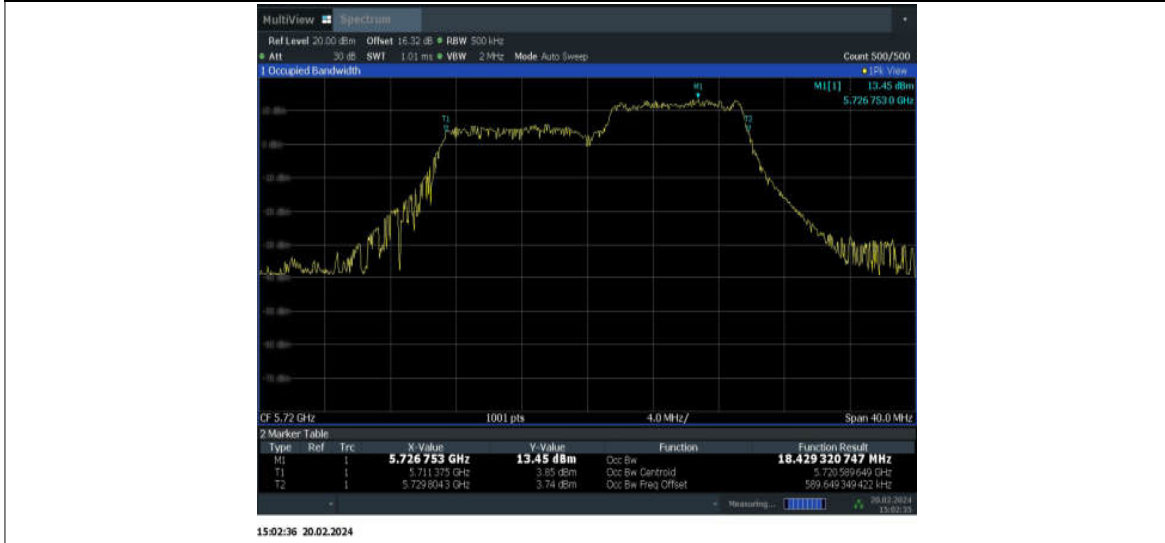 MultiView Spectrum
Ref Level 20.00 dBm Offset 16.32 dB RBW 500 kHz
Att 30 dB SWT 1.01 ms VBW 2 MHz Mode Auto Sweep Count 500/500
1 Occupied Bandwidth 1Pk View
M1[1] 13.45 dBm
5.726 753 0 GHz
M1
T1
T2
CF 5.72 GHz 1001 pts 4.0 MHz/ Span 40.0 MHz
2 Marker Table
Type Ref Trc X-Value Y-Value Function Function Result
M1 1 5.726 753 GHz 13.45 dBm Occ Bw 18.429 320 747 MHz
T1 1 5.711 375 GHz 3.85 dBm Occ Bw Centroid 5.720 589 649 GHz
T2 1 5.729 804 3 GHz 3.74 dBm Occ Bw Freq Offset 589.649 349 422 kHz
Measuring... 20.02.2024
15:02:35
15:02:36 20.02.2024